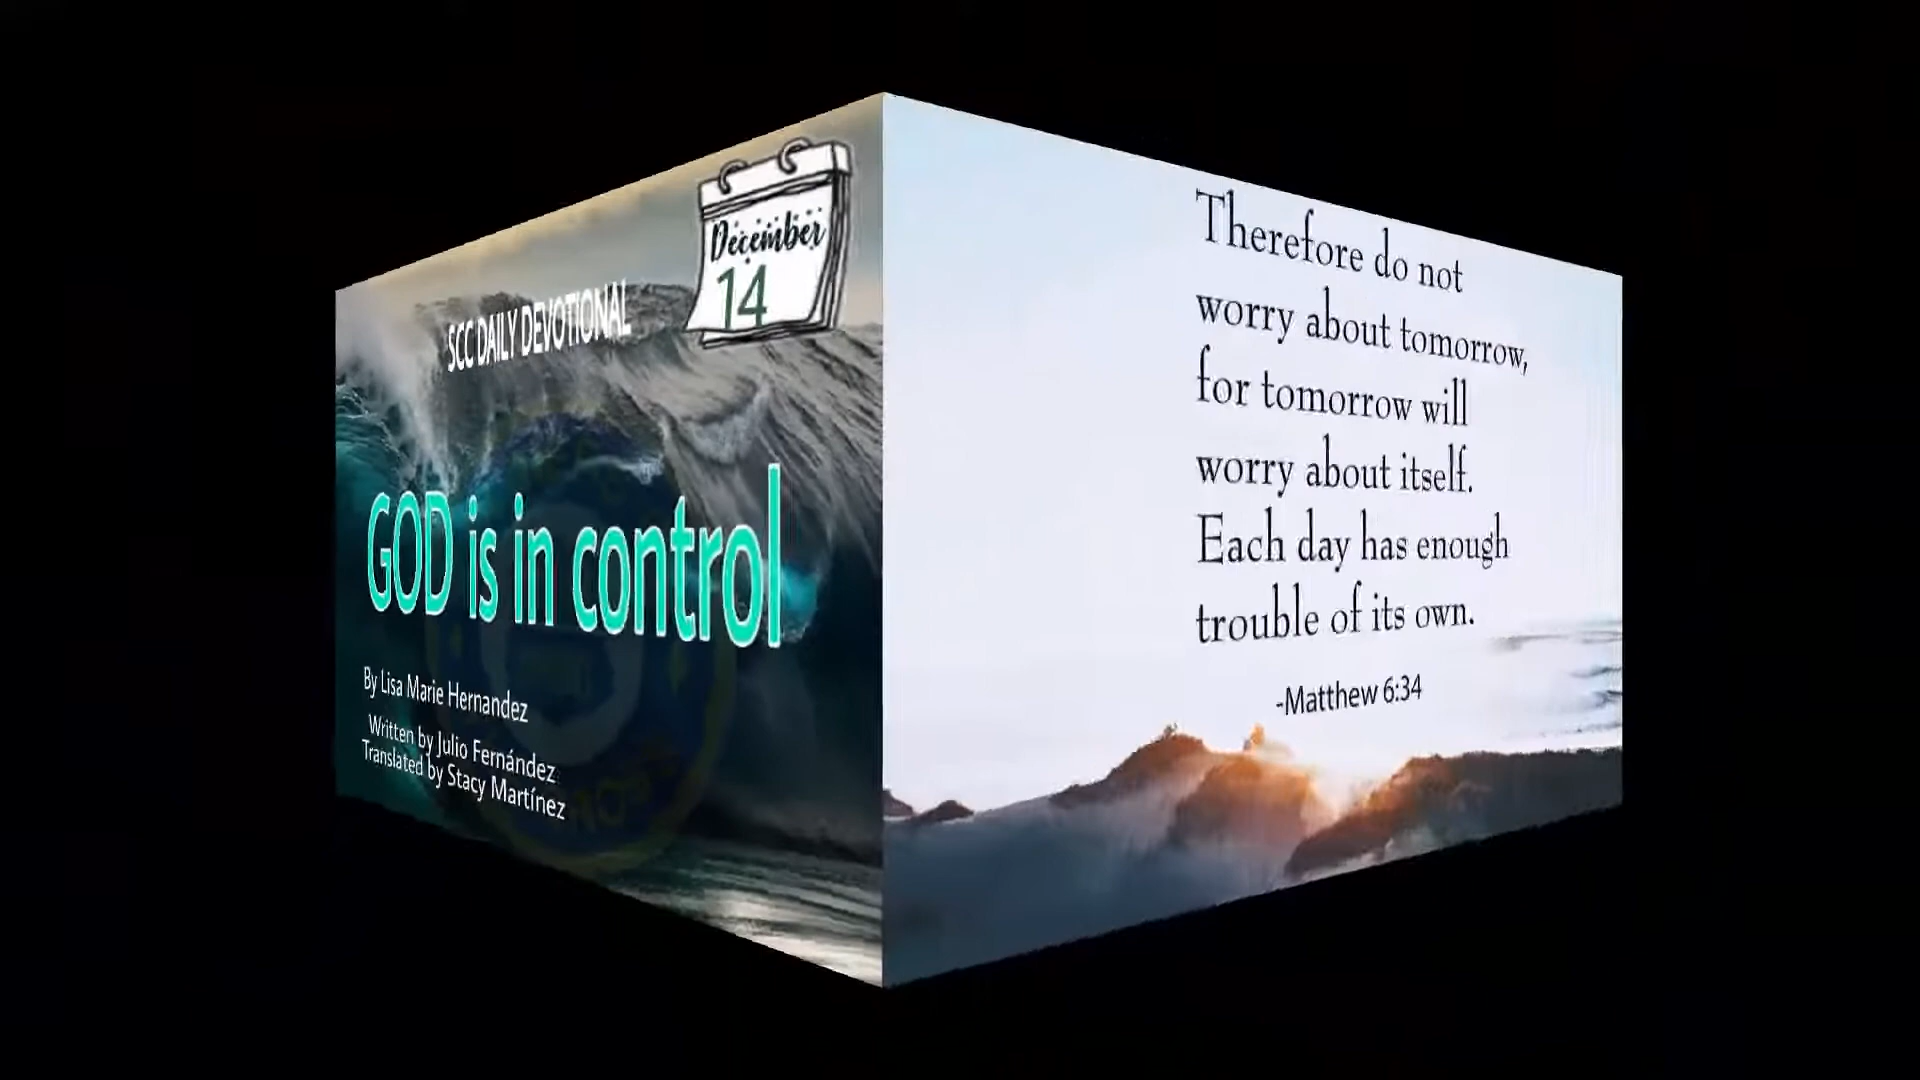 December
14
SCC DAILY DEVOTIONAL
GOD is in control
By Lisa Marie Hernandez
Written by Julio Fernández
Translated by Stacy Martínez
Therefore do not
worry about tomorrow,
for tomorrow will
worry about itself.
Each day has enough
trouble of its own.
-Matthew 6:34